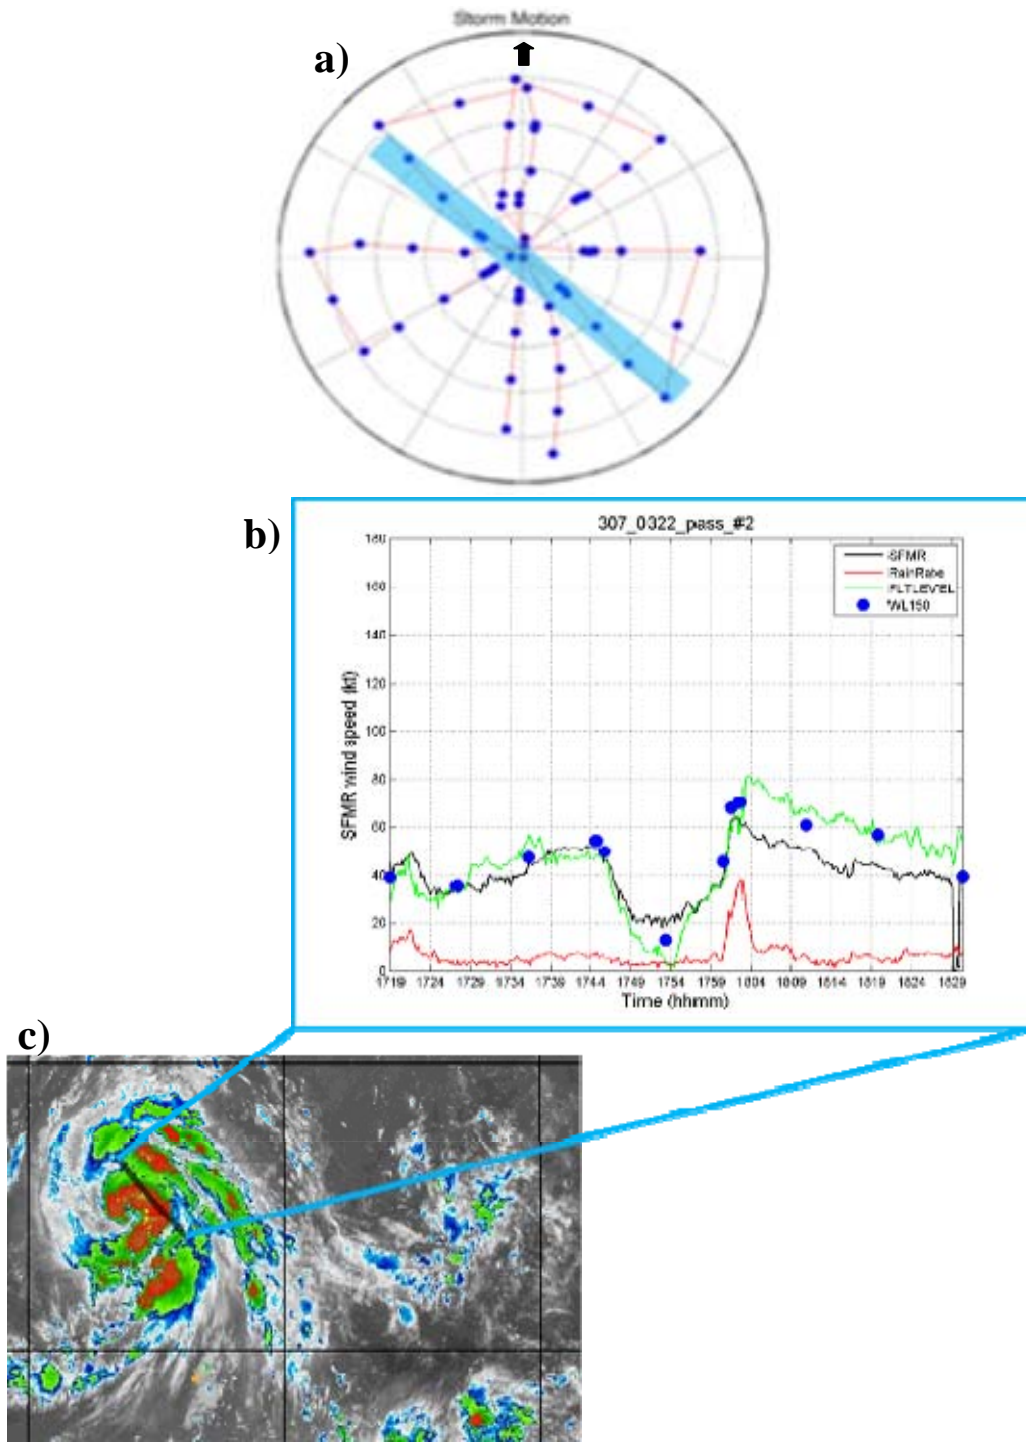 Storm Motion
a)
b)
307_0322_pass_#2
SFMR
RainRate
FLTLEVEL
WL150
SFMR wind speed (kt)
180
160
140
120
100
80
60
40
20
0
1719 1724 1729 1734 1739 1744 1749 1754 1759 1804 1809 1814 1819 1824 1829
Time (hhmm)
c)